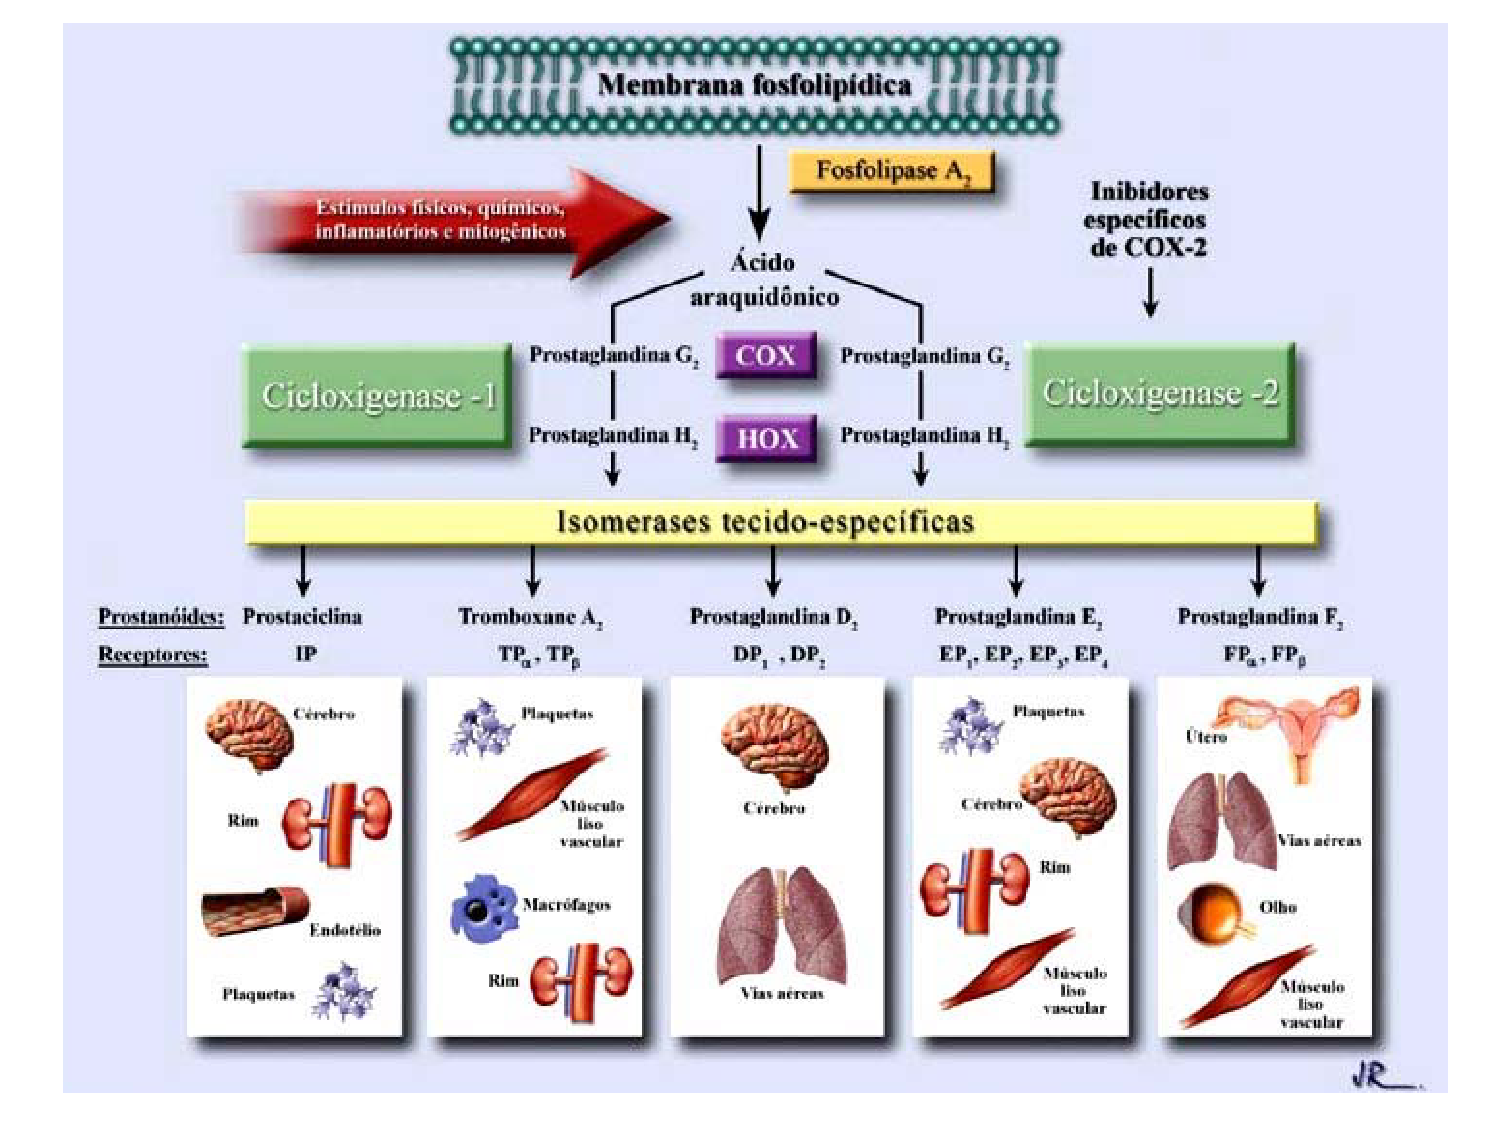 Membrana fosfolipídica
Fosfolipase A2
Estímulos físicos, químicos,
inflamatórios e mitogênicos
Inibidores
específicos
de COX-2
Ácido
araquidônico
Cicloxigenase -1
Prostaglandina G2
COX
Prostaglandina G2
Cicloxigenase -2
Prostaglandina H2
HOX
Prostaglandina H2
Isomerases tecido-específicas
Prostanóides: Prostaciclina Tromboxane A2 Prostaglandina D2 Prostaglandina E2 Prostaglandina F2
Receptores: IP TPα, TPβ DP1 , DP2 EP1, EP2, EP3, EP4 FPα, FPβ
Cérebro
Rim
Endotélio
Plaquetas
Plaquetas
Músculo
liso
vascular
Macrófagos
Rim
Cérebro
Vias aéreas
Plaquetas
Cérebro
Rim
Músculo
liso
vascular
Útero
Vias aéreas
Olho
Músculo
liso
vascular
JR